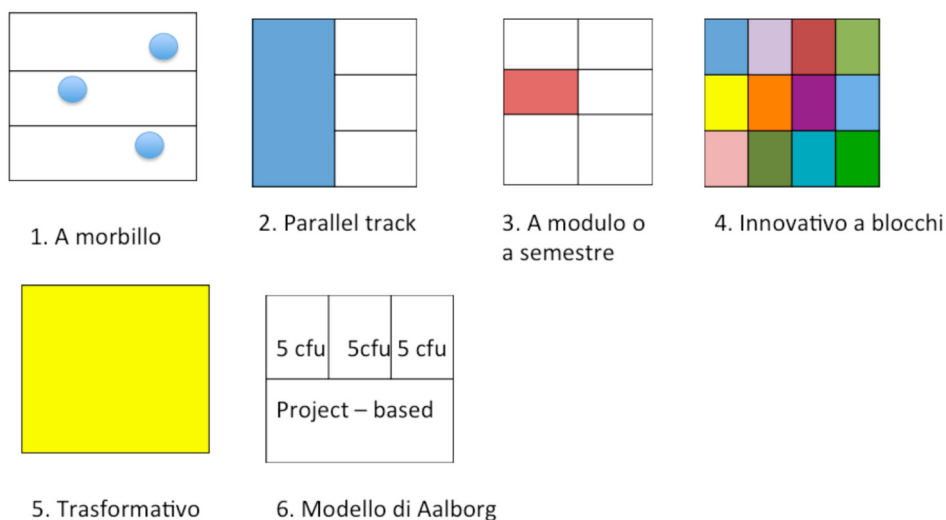 1. A morbillo
2. Parallel track
3. A modulo o
a semestre
4. Innovativo a blocchi
5 cfu 5cfu 5 cfu
Project – based
5. Trasformativo
6. Modello di Aalborg